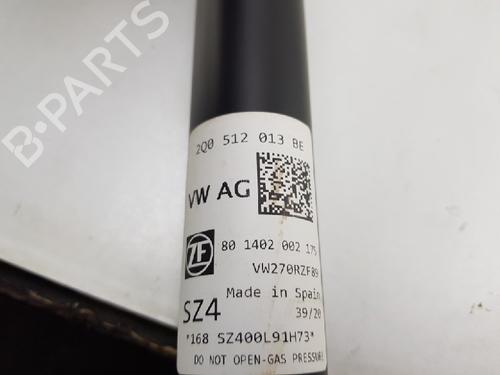 2Q0 512 013 BE
VW AG
ZF
80 1402 002 175
VW270RZF89
Made in Spain
SZ4
39/20
*168 SZ400L91H73*
DO NOT OPEN-GAS PRESSURE
B-PARTS